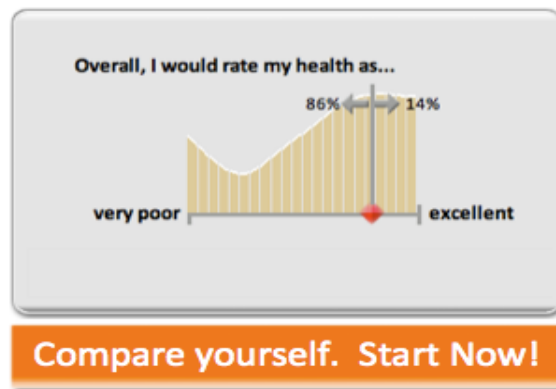 Overall, I would rate my health as...
86% 14%
very poor excellent
Compare yourself. Start Now!